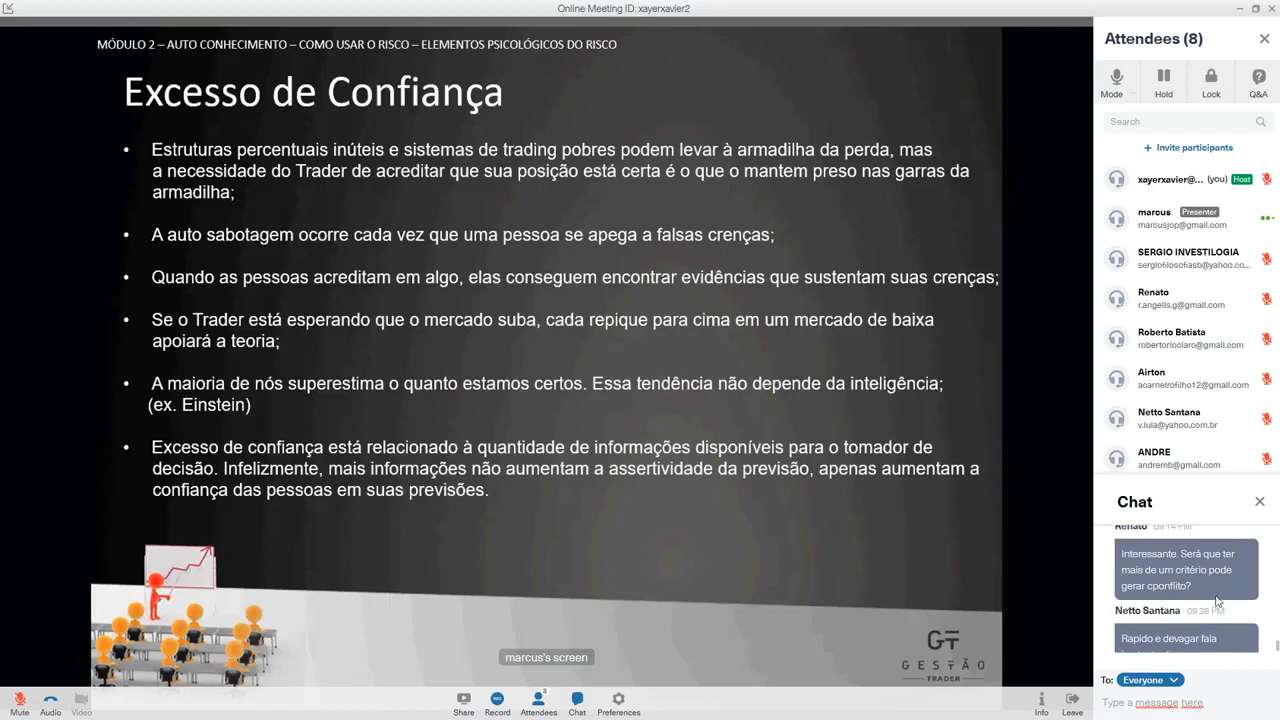 Online Meeting ID: xayerxavier2
MÓDULO 2 – AUTO CONHECIMENTO – COMO USAR O RISCO – ELEMENTOS PSICOLÓGICOS DO RISCO
Excesso de Confiança
• Estruturas percentuais inúteis e sistemas de trading pobres podem levar à armadilha da perda, mas
a necessidade do Trader de acreditar que sua posição está certa é o que o mantem preso nas garras da
armadilha;
• A auto sabotagem ocorre cada vez que uma pessoa se apega a falsas crenças;
• Quando as pessoas acreditam em algo, elas conseguem encontrar evidências que sustentam suas crenças;
• Se o Trader está esperando que o mercado suba, cada repique para cima em um mercado de baixa
apoiará a teoria;
• A maioria de nós superestima o quanto estamos certos. Essa tendência não depende da inteligência;
(ex. Einstein)
• Excesso de confiança está relacionado à quantidade de informações disponíveis para o tomador de
decisão. Infelizmente, mais informações não aumentam a assertividade da previsão, apenas aumentam a
confiança das pessoas em suas previsões.
GT
GESTÃO
TRADER
marcus's screen
Attendees (8)
Mode
Hold
Lock
Q&A
Search
+ Invite participants
xayerxavier@... (you) Host
marcus Presenter
marcusjop@gmail.com
SERGIO INVESTILOGIA
sergiofilosofiasb@yahoo.co...
Renato
r.angelis.g@gmail.com
Roberto Batista
robertorloclaro@gmail.com
Airton
acarneirofilho12@gmail.com
Netto Santana
v.lula@yahoo.com.br
ANDRE
andremb@gmail.com
Chat
Renato 09:14 PM
Interessante. Será que ter
mais de um critério pode
gerar cponflito?
Netto Santana 09:38 PM
Rapido e devagar fala
To: Everyone
Type a message here
Mute
Audio
Video
Share
REC
Record
8
Attendees
Chat
Preferences
Info
Leave